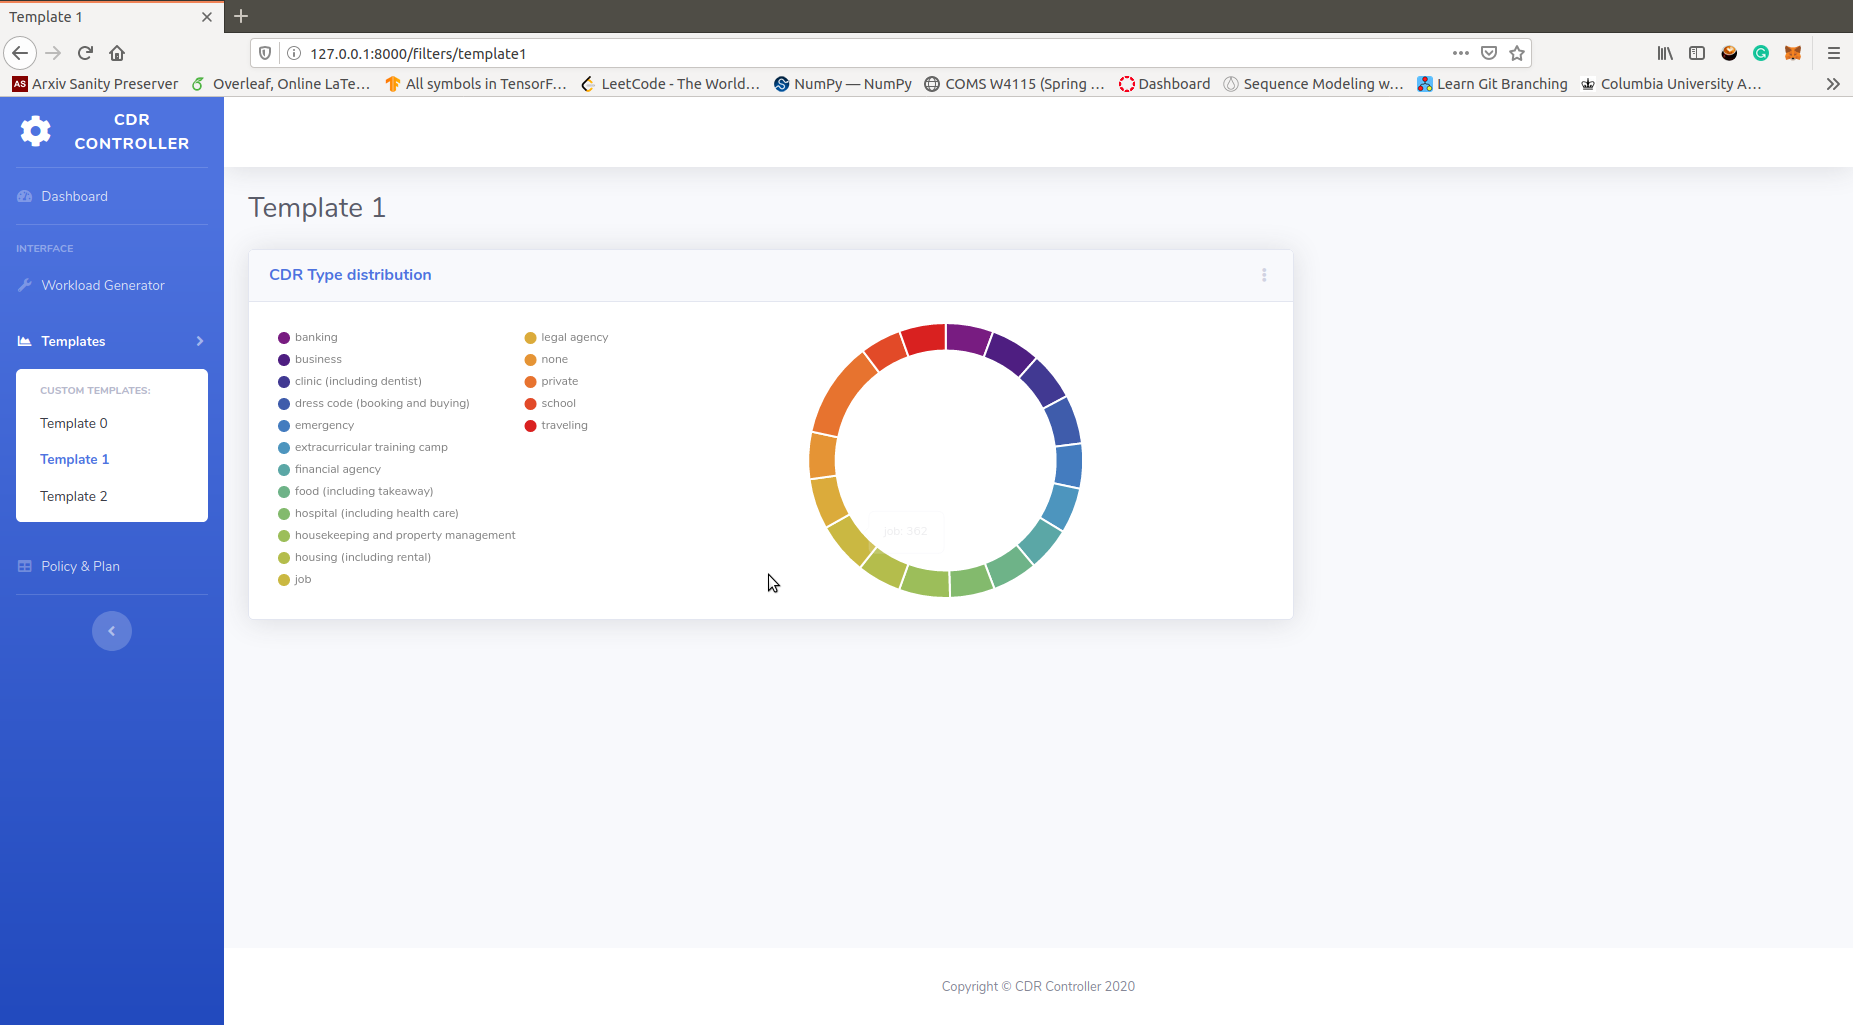 Template 1
127.0.0.1:8000/filters/template1
Arxiv Sanity Preserver
Overleaf, Online LaTe…
All symbols in TensorF…
LeetCode - The World…
NumPy — NumPy
COMS W4115 (Spring …
Dashboard
Sequence Modeling w…
Learn Git Branching
Columbia University A…
CDR
CONTROLLER
Dashboard
INTERFACE
Workload Generator
Templates
CUSTOM TEMPLATES:
Template 0
Template 1
Template 2
Policy & Plan
Template 1
CDR Type distribution
banking
business
clinic (including dentist)
dress code (booking and buying)
emergency
extracurricular training camp
financial agency
food (including takeaway)
hospital (including health care)
housekeeping and property management
housing (including rental)
job
legal agency
none
private
school
traveling
job: 362
Copyright © CDR Controller 2020